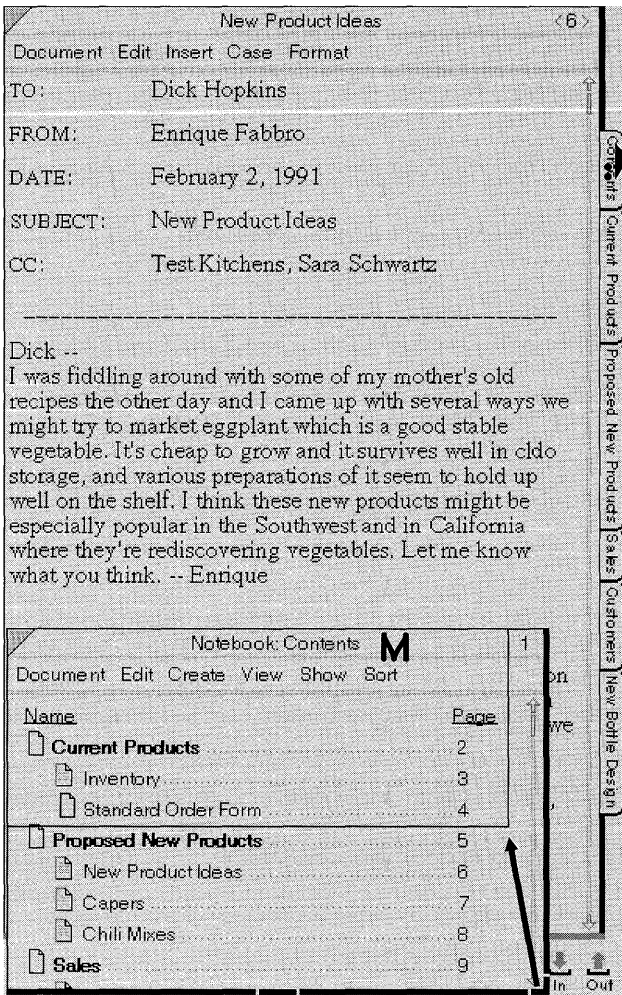 New Product Ideas <6>
Document Edit Insert Case Format
TO: Dick Hopkins
FROM: Enrique Fabbro
DATE: February 2, 1991
SUBJECT: New Product Ideas
CC: Test Kitchens, Sara Schwartz
Dick --
I was fiddling around with some of my mother's old
recipes the other day and I came up with several ways we
might try to market eggplant which is a good stable
vegetable. It's cheap to grow and it survives well in cldo
storage, and various preparations of it seem to hold up
well on the shelf. I think these new products might be
especially popular in the Southwest and in California
where they're rediscovering vegetables. Let me know
what you think. -- Enrique
Notebook: Contents M 1
Document Edit Create View Show Sort
Name Page
Current Products 2
Inventory 3
Standard Order Form 4
Proposed New Products 5
New Product Ideas 6
Capers 7
Chili Mixes 8
Sales 9
on
we
Current Products
Proposed New Products
Sales
Customers
New Bottle Design
In Out